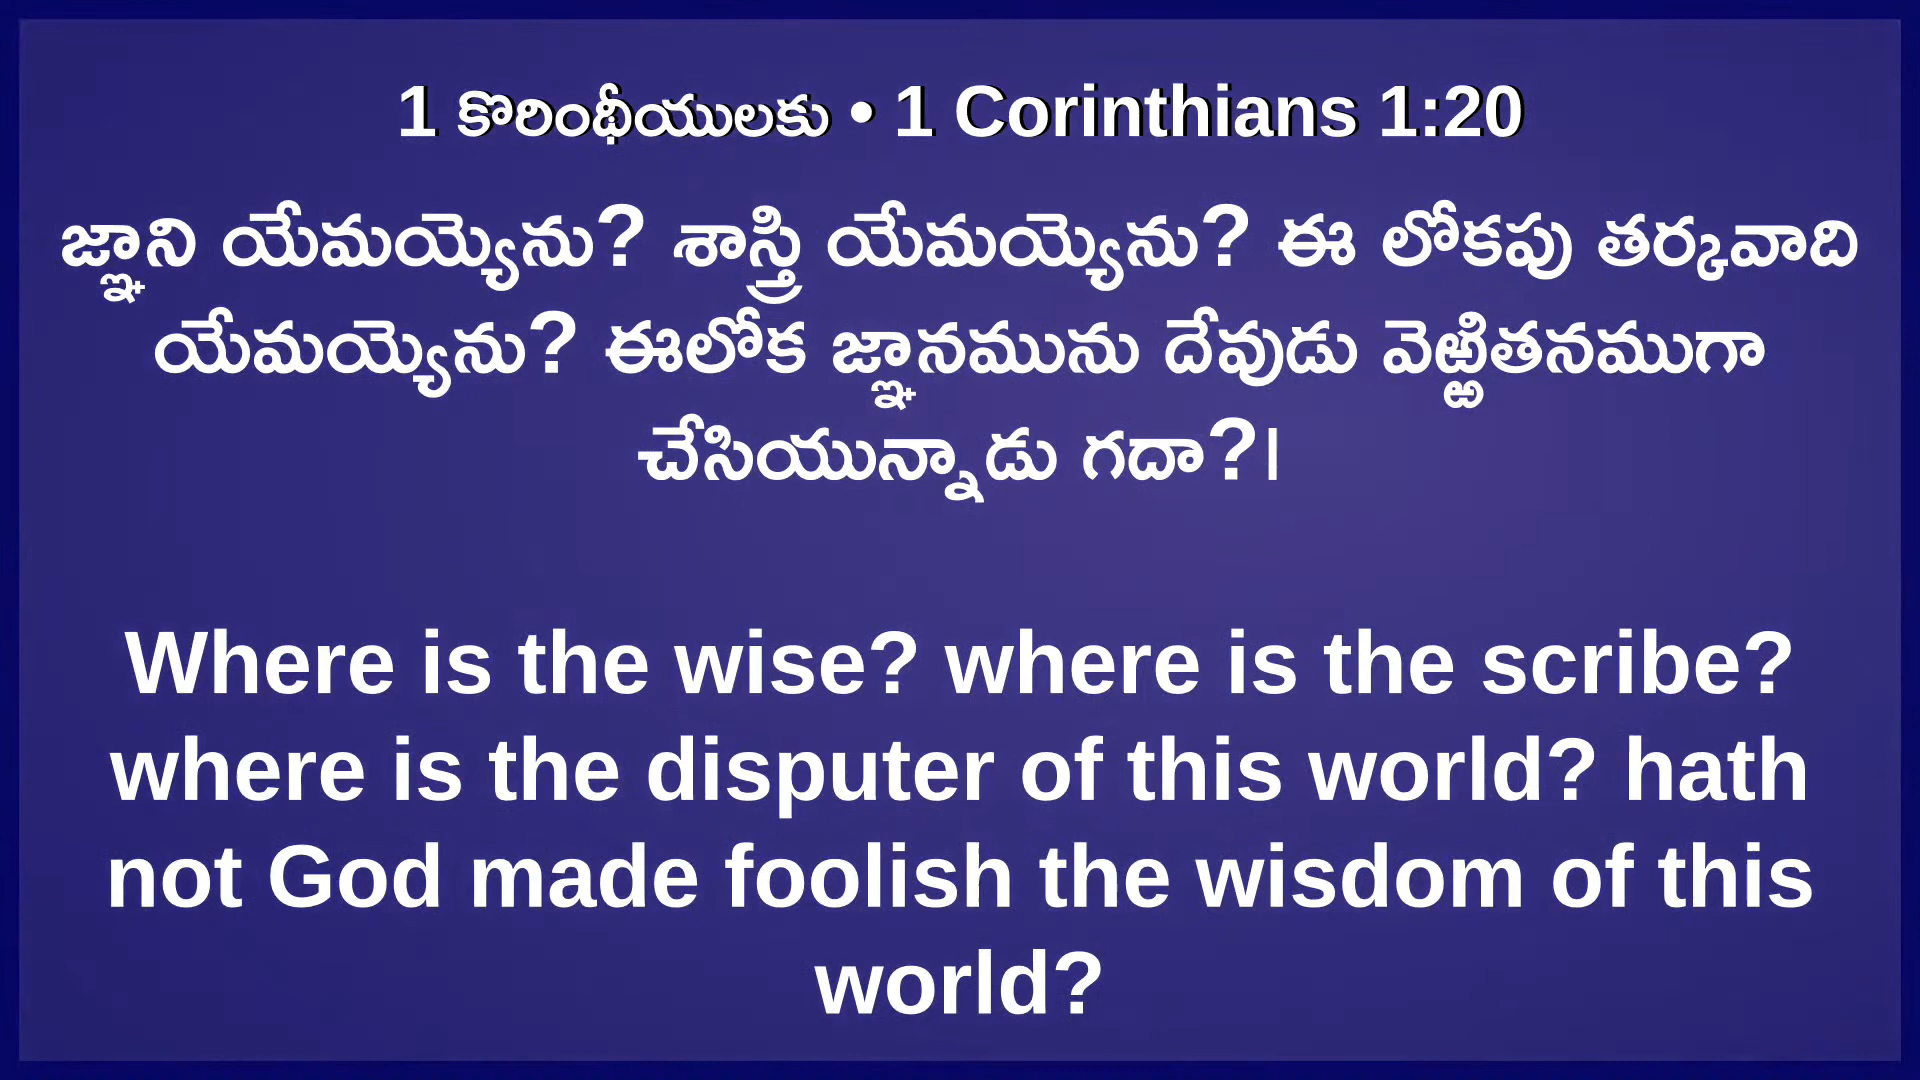 1 కొరింథీయులకు • 1 Corinthians 1:20
జ్ఞాని యేమయ్యెను? శాస్త్రి యేమయ్యెను? ఈ లోకపు తర్కవాది
యేమయ్యెను? ఈలోక జ్ఞానమును దేవుడు వెఱ్ఱితనముగా
చేసియున్నాడు గదా?।
Where is the wise? where is the scribe?
where is the disputer of this world? hath
not God made foolish the wisdom of this
world?